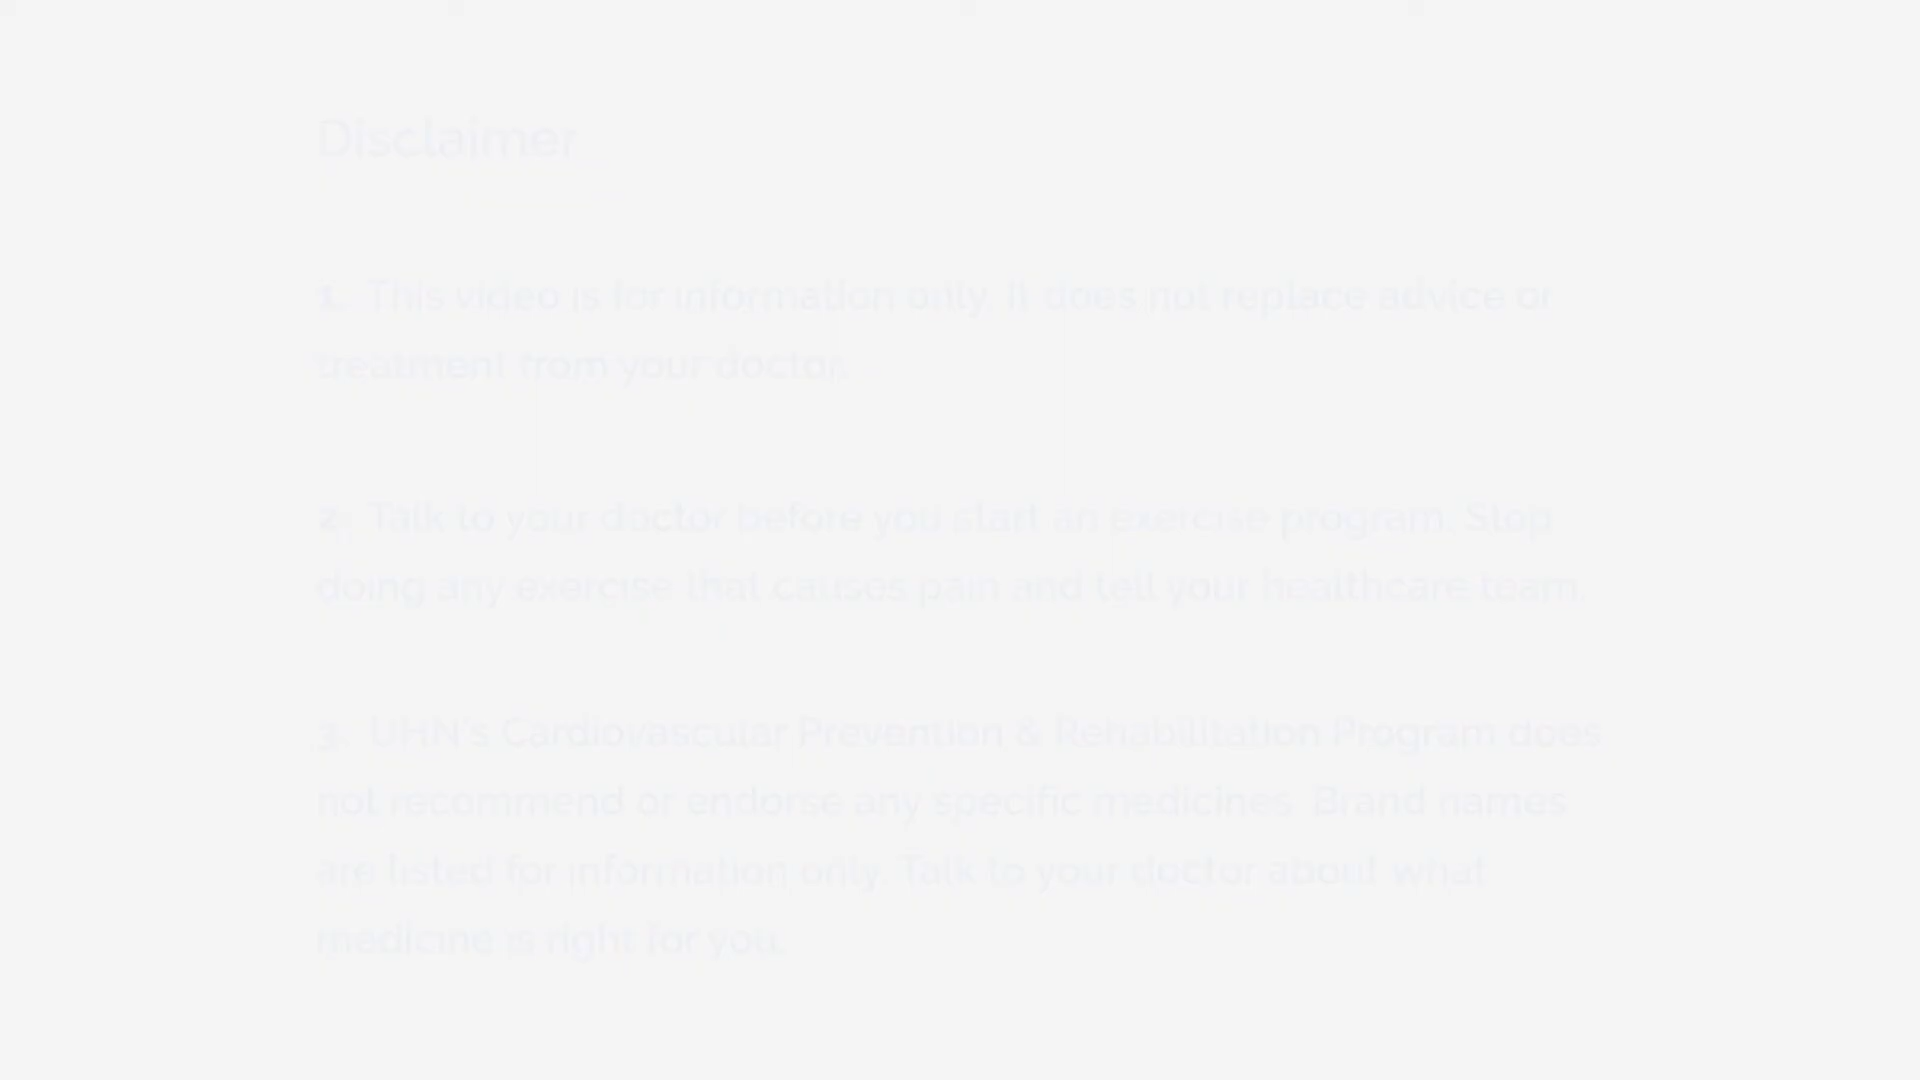 Disclaimer
1. This video is for information only. It does not replace advice or
treatment from your doctor.
2. Talk to your doctor before you start an exercise program. Stop
doing any exercise that causes pain and tell your healthcare team.
3. UHN's Cardiovascular Prevention & Rehabilitation Program does
not recommend or endorse any specific medicines. Brand names
are listed for information only. Talk to your doctor about what
medicine is right for you.